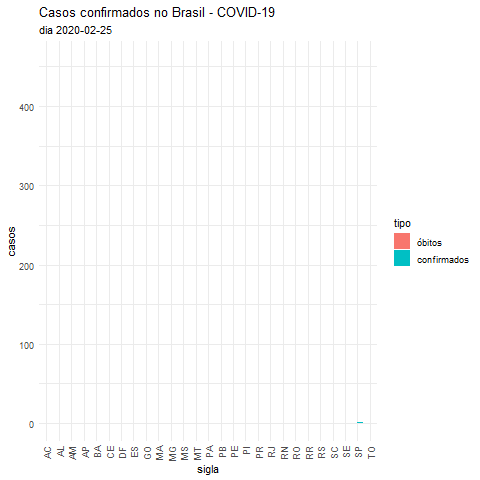 Casos confirmados no Brasil - COVID-19
dia 2020-02-25
casos
400
300
200
100
0
AC AL AM AP BA CE DF ES GO MA MG MS MT PA PB PE PI PR RJ RN RO RR RS SC SE SP TO
sigla
tipo
óbitos
confirmados